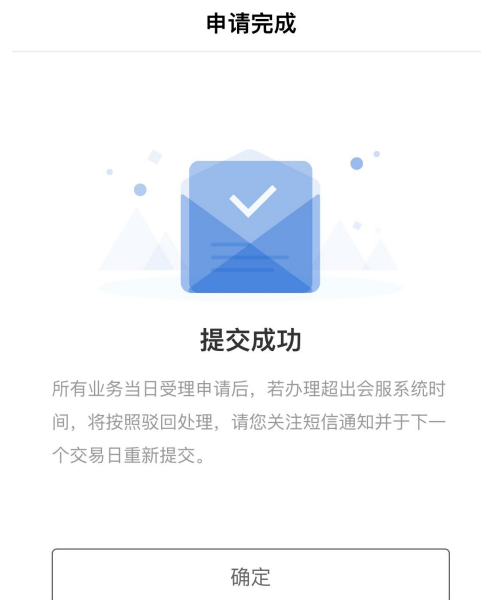 申请完成
提交成功
所有业务当日受理申请后，若办理超出会服系统时
间，将按照驳回处理，请您关注短信通知并于下一
个交易日重新提交。
确定